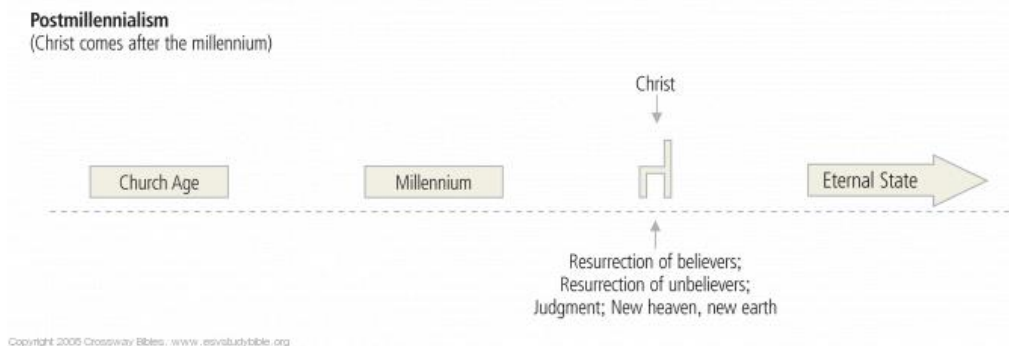 Postmillennialism
(Christ comes after the millennium)
Christ
Church Age
Millennium
Eternal State
Resurrection of believers;
Resurrection of unbelievers;
Judgment; New heaven, new earth
Copyright 2005 Crossway Bibles. www.esvstudybible.org